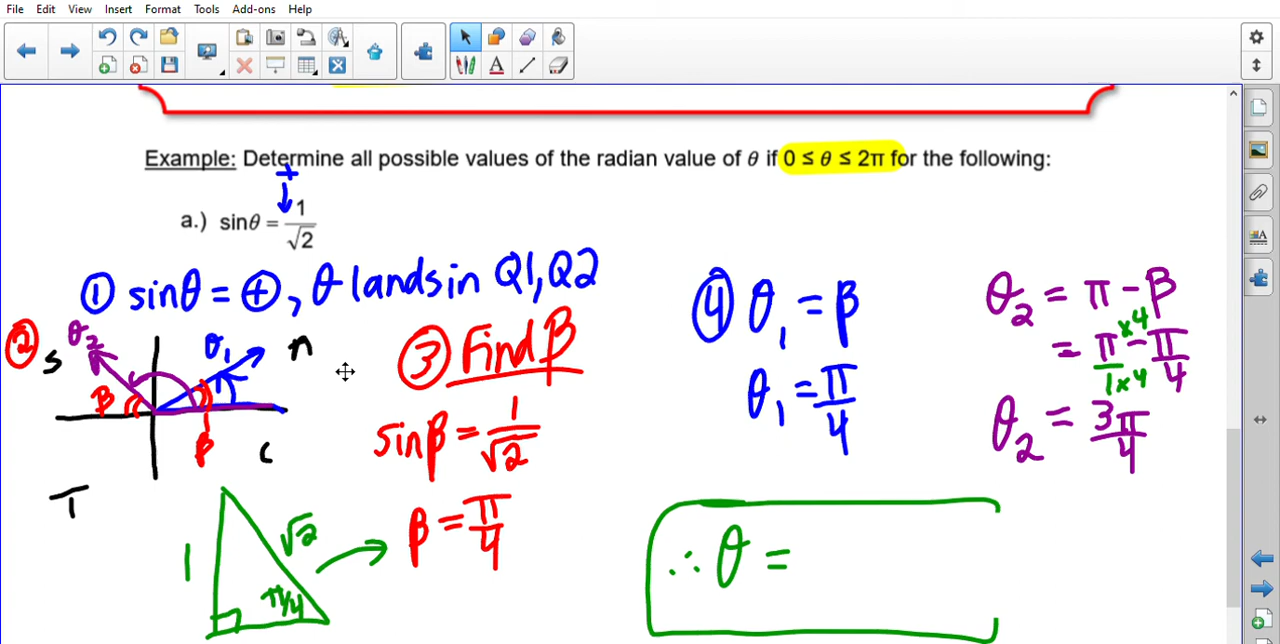 File Edit View Insert Format Tools Add-ons Help
Example: Determine all possible values of the radian value of θ if 0 ≤ θ ≤ 2π for the following:
+
a.) sinθ = 1/√2
① sinθ = ⊕, θ lands in Q1, Q2
② S A T C
θ₂ θ₁
β β
③ Find β
sinβ = 1/√2
β = π/4
1 √2 π/4
④ θ₁ = β
θ₁ = π/4
θ₂ = π - β
= π/1 - π/4
×4
×4
θ₂ = 3π/4
∴ θ =